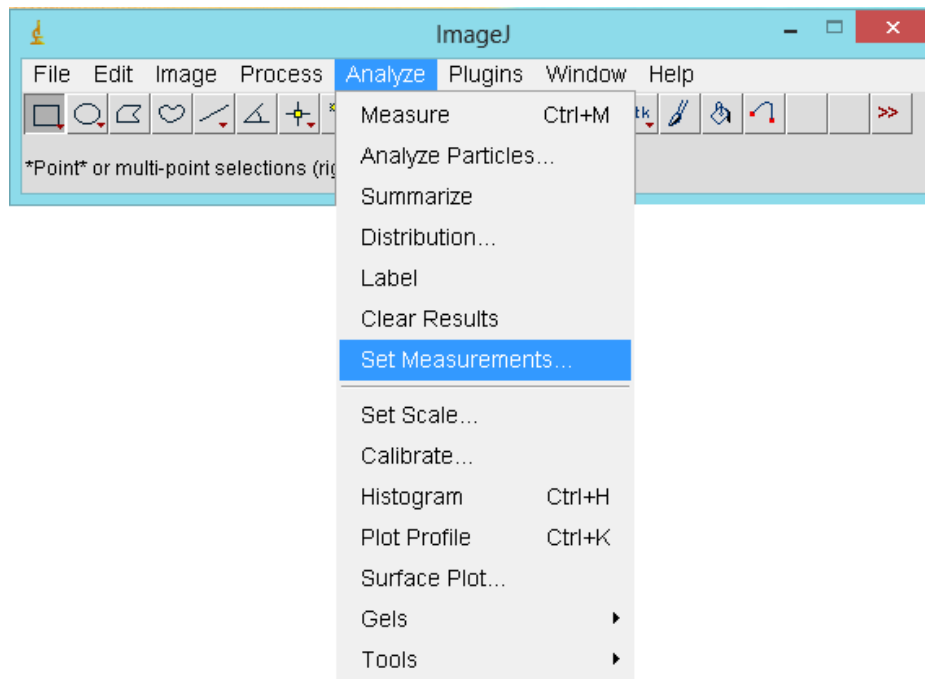 ImageJ
File Edit Image Process Analyze Plugins Window Help
>>
*Point* or multi-point selections
Measure Ctrl+M
Analyze Particles...
Summarize
Distribution...
Label
Clear Results
Set Measurements...
Set Scale...
Calibrate...
Histogram Ctrl+H
Plot Profile Ctrl+K
Surface Plot...
Gels
Tools